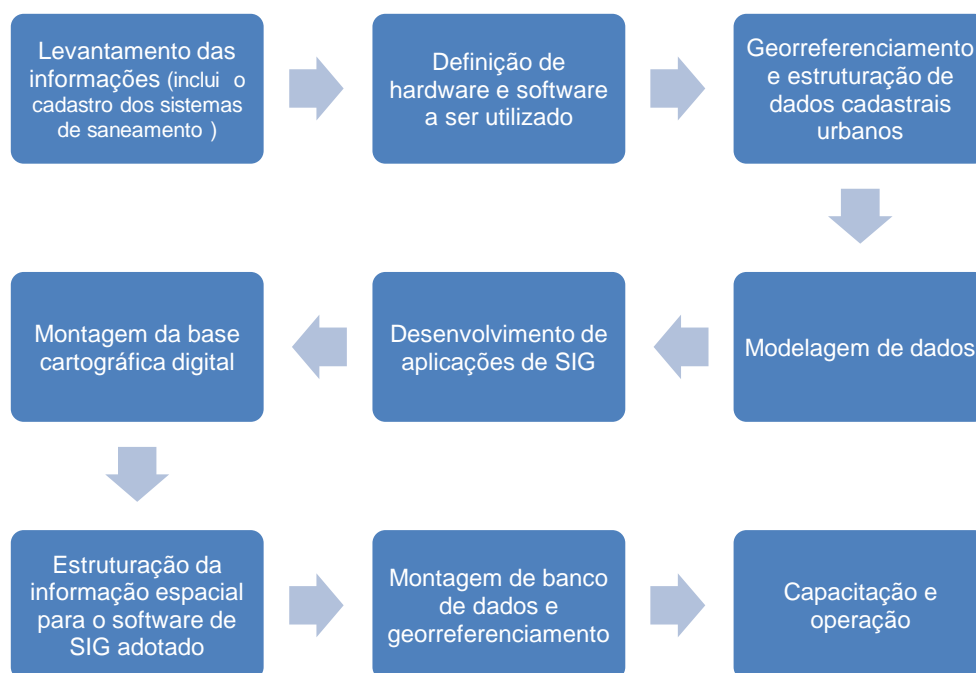 Levantamento das
informações (inclui o
cadastro dos sistemas
de saneamento )
Definição de
hardware e software
a ser utilizado
Georreferenciamento
e estruturação de
dados cadastrais
urbanos
Modelagem de dados
Desenvolvimento de
aplicações de SIG
Montagem da base
cartográfica digital
Estruturação da
informação espacial
para o software de
SIG adotado
Montagem de banco
de dados e
georreferenciamento
Capacitação e
operação